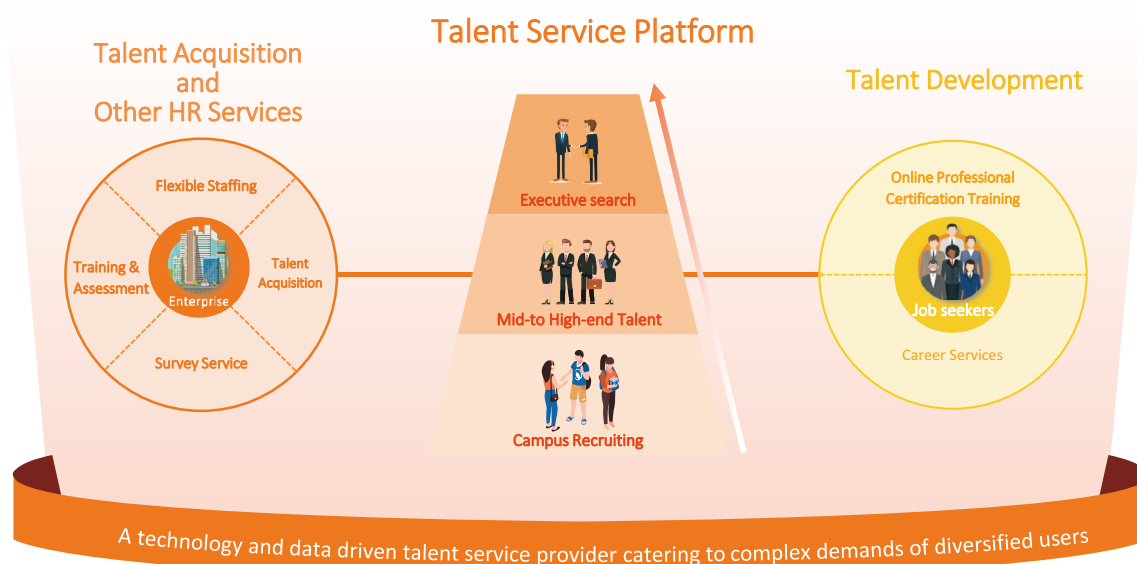 Talent Service Platform
Talent Acquisition
and
Other HR Services
Flexible Staffing
Training &
Assessment
Enterprise
Talent
Acquisition
Survey Service
Executive search
Mid-to High-end Talent
Campus Recruiting
Talent Development
Online Professional
Certification Training
Job seekers
Career Services
A technology and data driven talent service provider catering to complex demands of diversified users